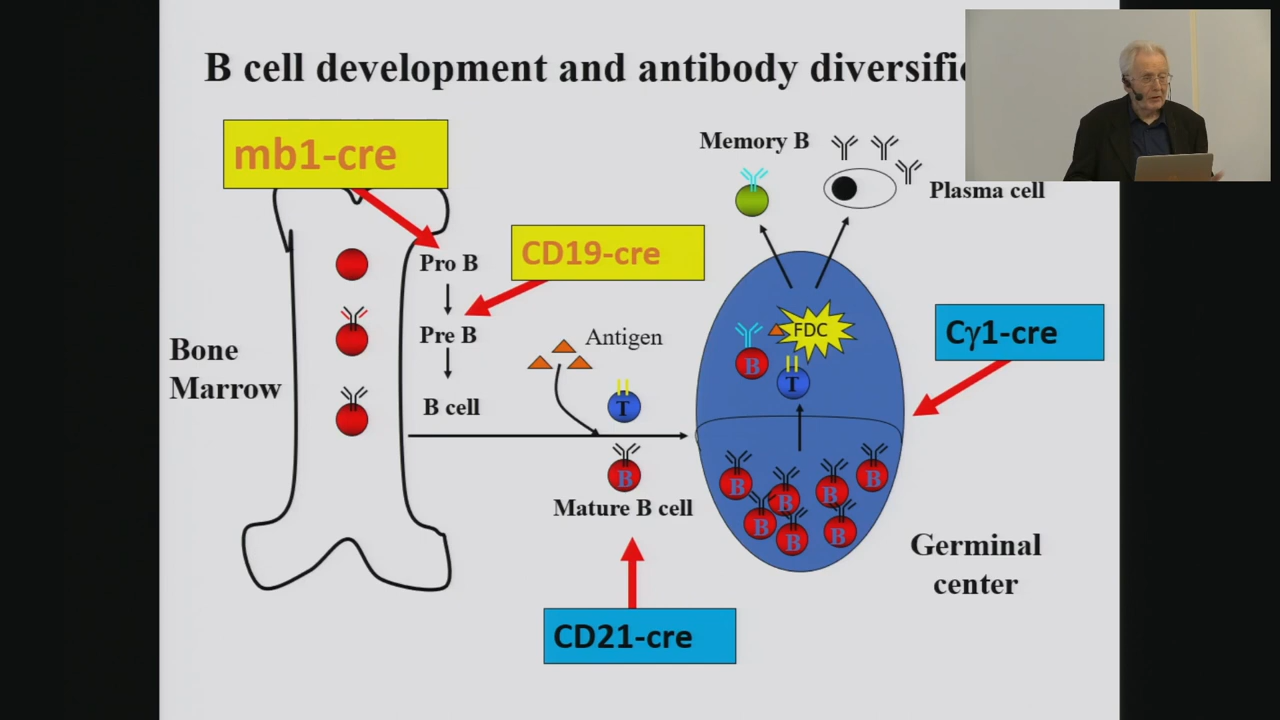 B cell development and antibody
mb1-cre
Memory B
Plasma cell
CD19-cre
Pro B
Pre B
B cell
Bone
Marrow
Antigen
T
B
Mature B cell
FDC
B
T
Cγ1-cre
B
B
B
B
B
B
B
Germinal
center
CD21-cre